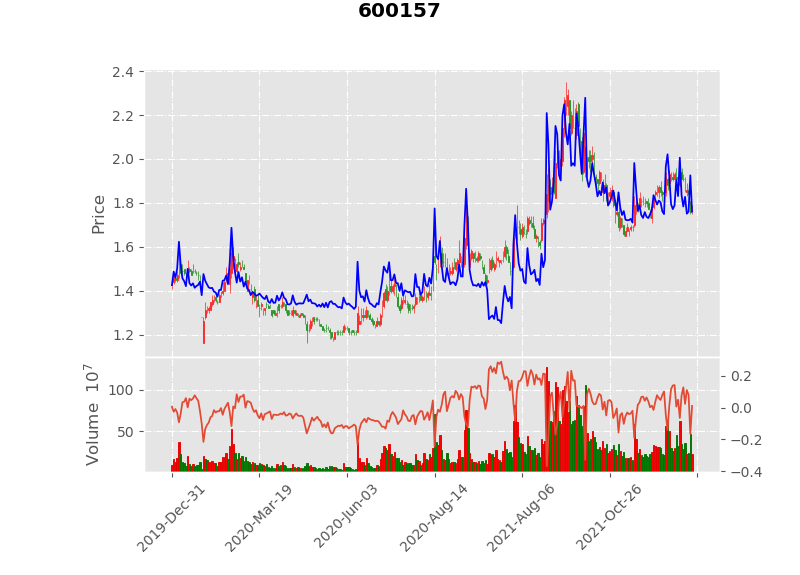 600157
2.4
2.2
2.0
1.8
1.6
1.4
1.2
Price
100
50
Volume 10^7
0.2
0.0
−0.2
−0.4
2019-Dec-31
2020-Mar-19
2020-Jun-03
2020-Aug-14
2021-Aug-06
2021-Oct-26